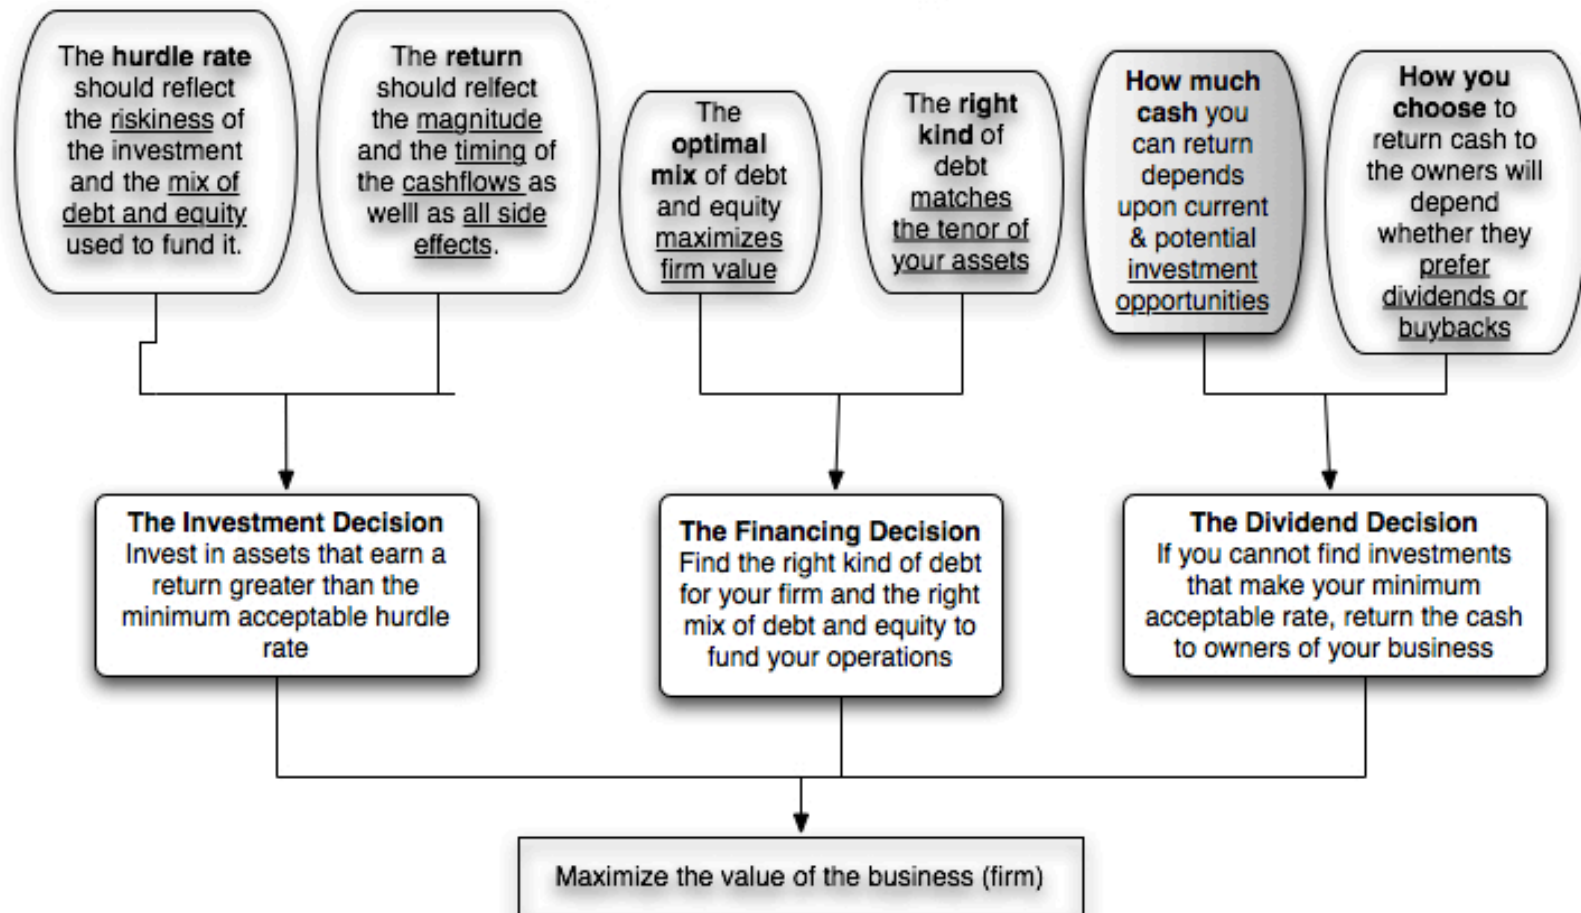 The hurdle rate
should reflect
the riskiness of
the investment
and the mix of
debt and equity
used to fund it.
The return
should relfect
the magnitude
and the timing of
the cashflows as
welll as all side
effects.
The
optimal
mix of debt
and equity
maximizes
firm value
The right
kind of
debt
matches
the tenor of
your assets
How much
cash you
can return
depends
upon current
& potential
investment
opportunities
How you
choose to
return cash to
the owners will
depend
whether they
prefer
dividends or
buybacks
The Investment Decision
Invest in assets that earn a
return greater than the
minimum acceptable hurdle
rate
The Financing Decision
Find the right kind of debt
for your firm and the right
mix of debt and equity to
fund your operations
The Dividend Decision
If you cannot find investments
that make your minimum
acceptable rate, return the cash
to owners of your business
Maximize the value of the business (firm)